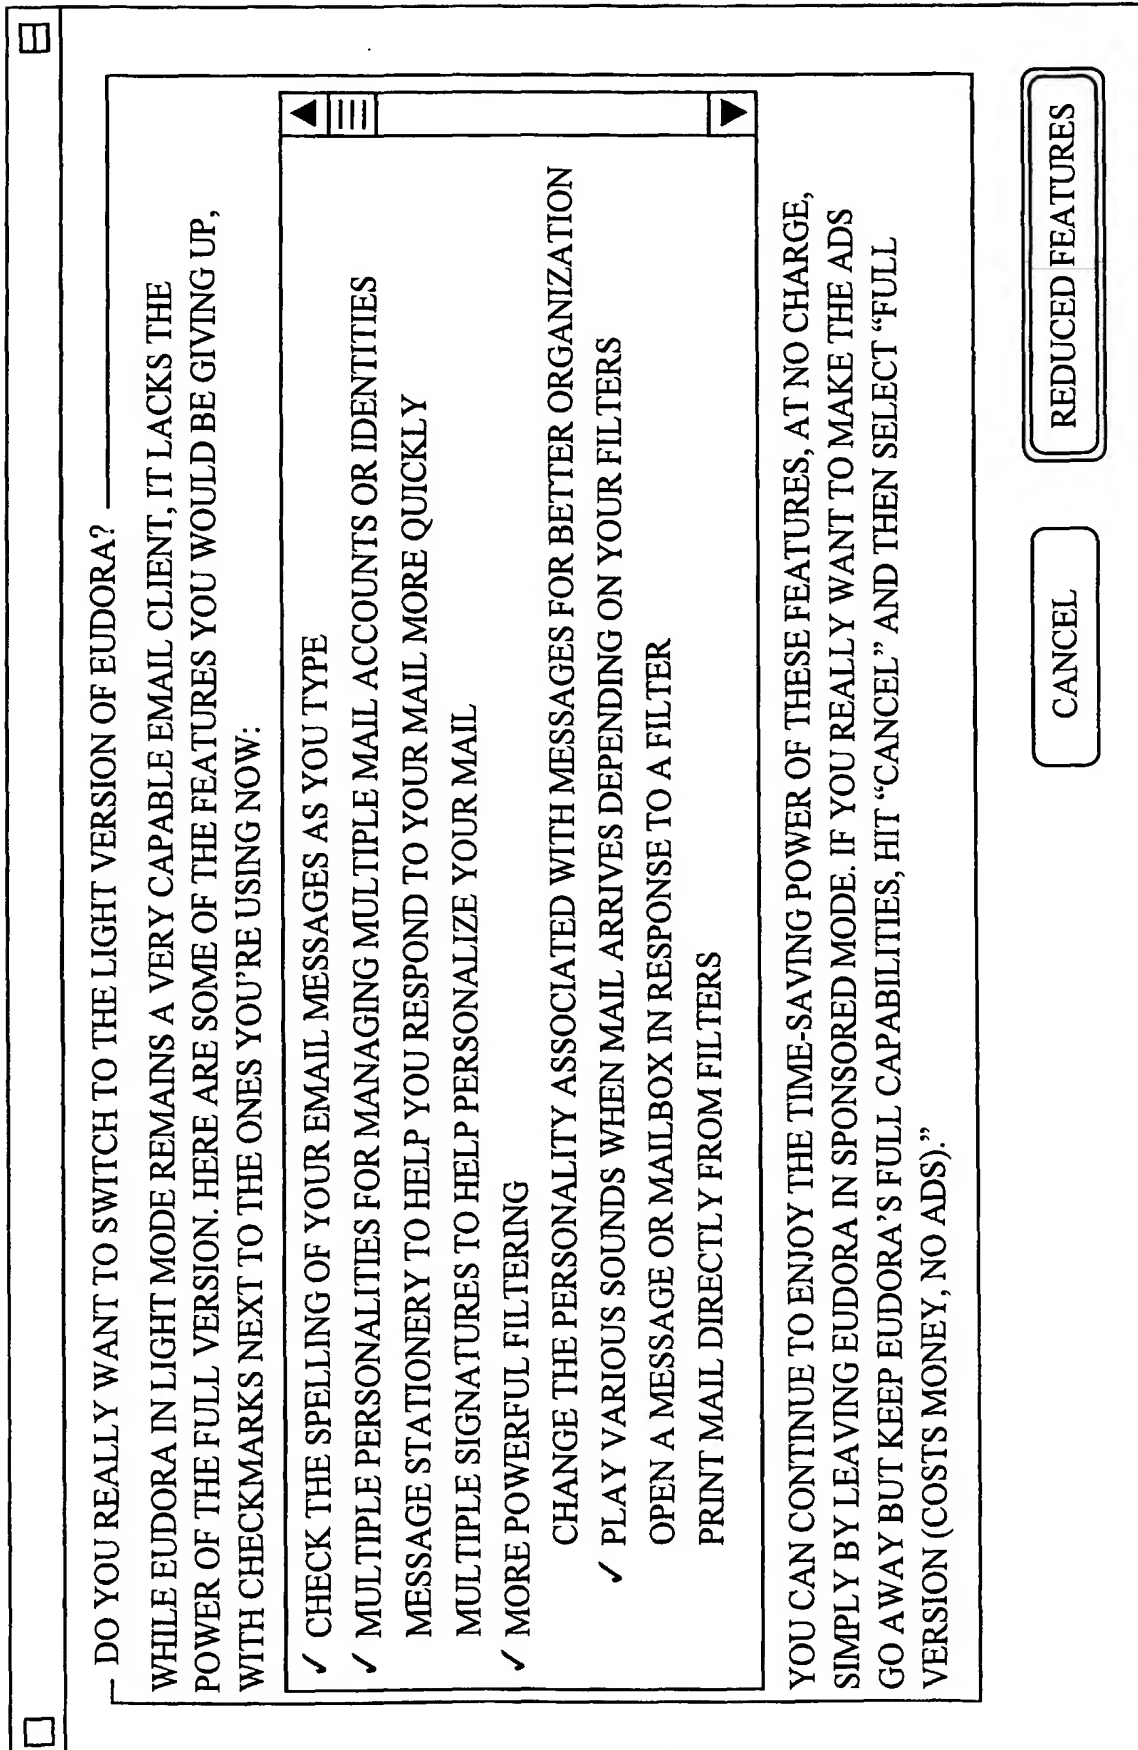 DO YOU REALLY WANT TO SWITCH TO THE LIGHT VERSION OF EUDORA?
WHILE EUDORA IN LIGHT MODE REMAINS A VERY CAPABLE EMAIL CLIENT, IT LACKS THE
POWER OF THE FULL VERSION. HERE ARE SOME OF THE FEATURES YOU WOULD BE GIVING UP,
WITH CHECKMARKS NEXT TO THE ONES YOU'RE USING NOW:
✓ CHECK THE SPELLING OF YOUR EMAIL MESSAGES AS YOU TYPE
✓ MULTIPLE PERSONALITIES FOR MANAGING MULTIPLE MAIL ACCOUNTS OR IDENTITIES
MESSAGE STATIONERY TO HELP YOU RESPOND TO YOUR MAIL MORE QUICKLY
MULTIPLE SIGNATURES TO HELP PERSONALIZE YOUR MAIL
✓ MORE POWERFUL FILTERING
CHANGE THE PERSONALITY ASSOCIATED WITH MESSAGES FOR BETTER ORGANIZATION
✓ PLAY VARIOUS SOUNDS WHEN MAIL ARRIVES DEPENDING ON YOUR FILTERS
OPEN A MESSAGE OR MAILBOX IN RESPONSE TO A FILTER
PRINT MAIL DIRECTLY FROM FILTERS
YOU CAN CONTINUE TO ENJOY THE TIME-SAVING POWER OF THESE FEATURES, AT NO CHARGE,
SIMPLY BY LEAVING EUDORA IN SPONSORED MODE. IF YOU REALLY WANT TO MAKE THE ADS
GO AWAY BUT KEEP EUDORA'S FULL CAPABILITIES, HIT “CANCEL” AND THEN SELECT “FULL
VERSION (COSTS MONEY, NO ADS).”
CANCEL
REDUCED FEATURES